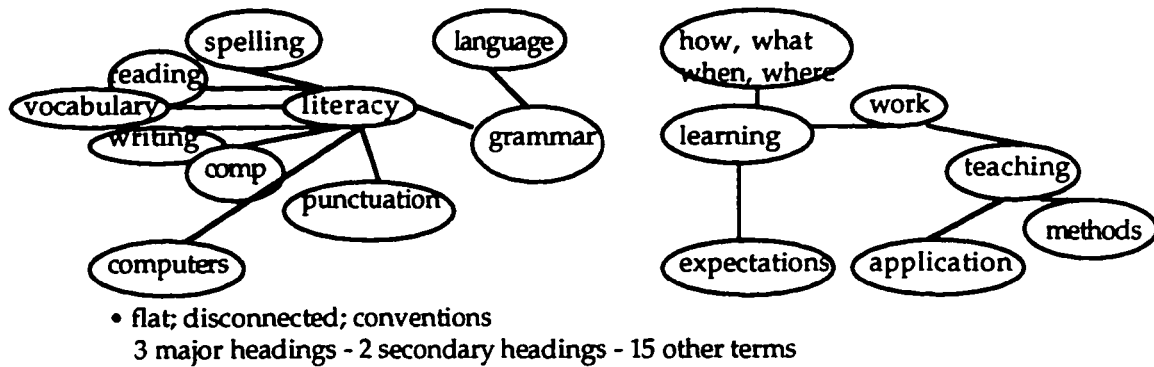 spelling
language
how, what
when, where
reading
vocabulary
literacy
work
writing
grammar
learning
comp
teaching
punctuation
methods
computers
expectations
application
• flat; disconnected; conventions
3 major headings - 2 secondary headings - 15 other terms